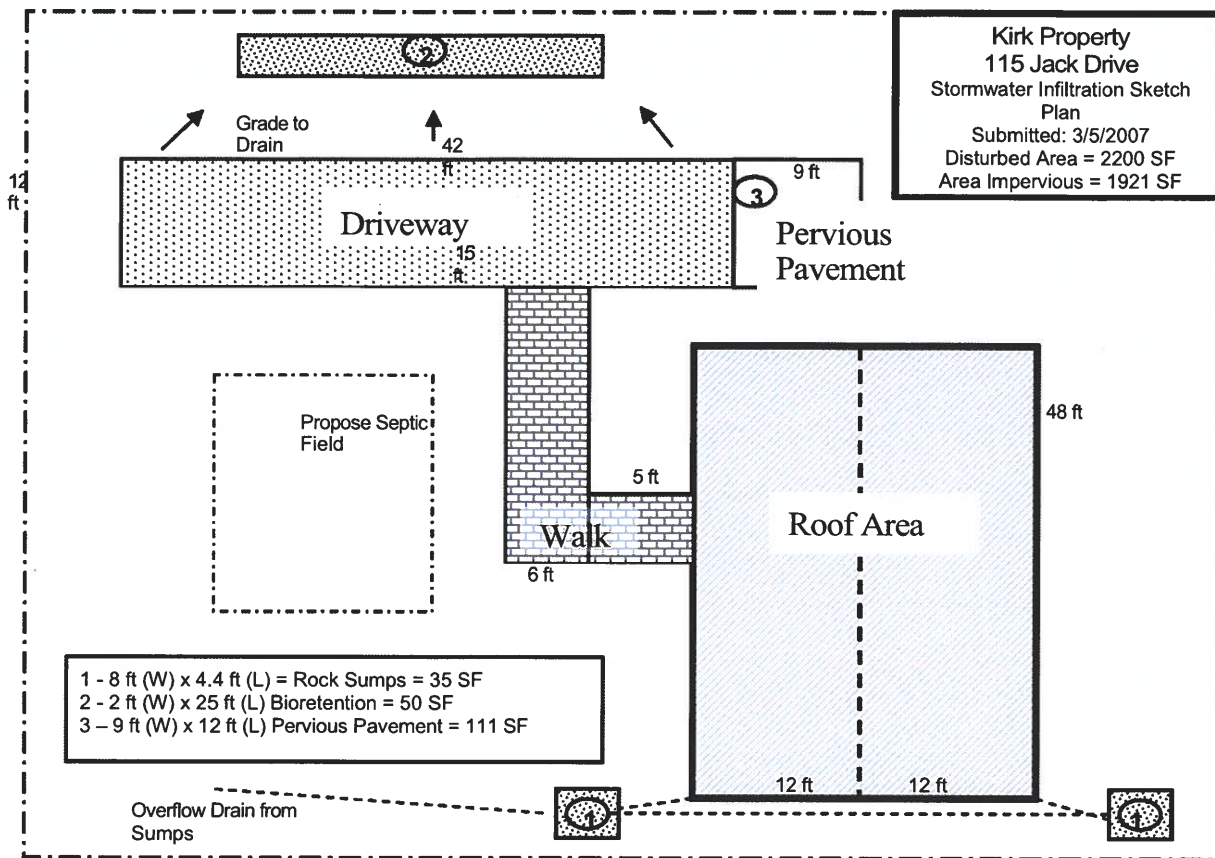 2
Kirk Property
115 Jack Drive
Stormwater Infiltration Sketch
Plan
Submitted: 3/5/2007
Disturbed Area = 2200 SF
Area Impervious = 1921 SF
Grade to
Drain
42
ft
12
ft
9 ft
3
Driveway
15
ft
Pervious
Pavement
Propose Septic
Field
48 ft
5 ft
Walk
Roof Area
6 ft
1 - 8 ft (W) x 4.4 ft (L) = Rock Sumps = 35 SF
2 - 2 ft (W) x 25 ft (L) Bioretention = 50 SF
3 – 9 ft (W) x 12 ft (L) Pervious Pavement = 111 SF
12 ft
12 ft
Overflow Drain from
Sumps
1
1